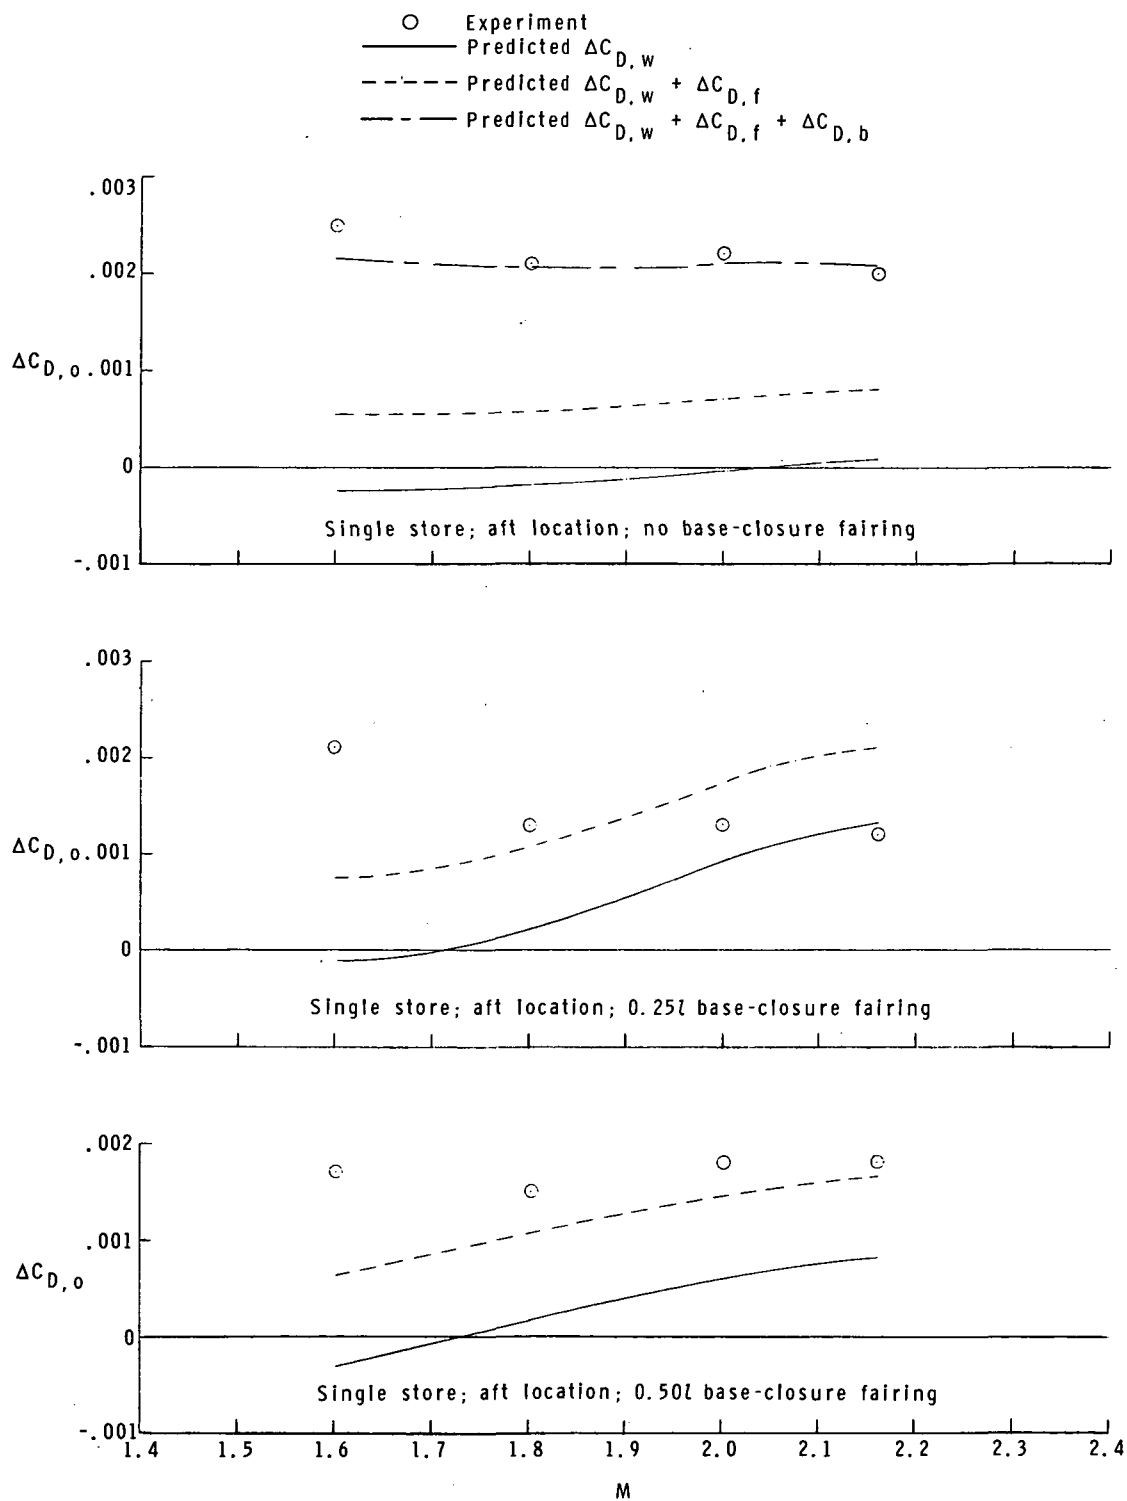 Experiment
Predicted ΔC_D,w
Predicted ΔC_D,w + ΔC_D,f
Predicted ΔC_D,w + ΔC_D,f + ΔC_D,b
.003
.002
ΔC_D,o .001
0
Single store; aft location; no base-closure fairing
-.001
.003
.002
ΔC_D,o .001
0
Single store; aft location; 0.25l base-closure fairing
-.001
.002
.001
ΔC_D,o
0
Single store; aft location; 0.50l base-closure fairing
-.001
1.4 1.5 1.6 1.7 1.8 1.9 2.0 2.1 2.2 2.3 2.4
M